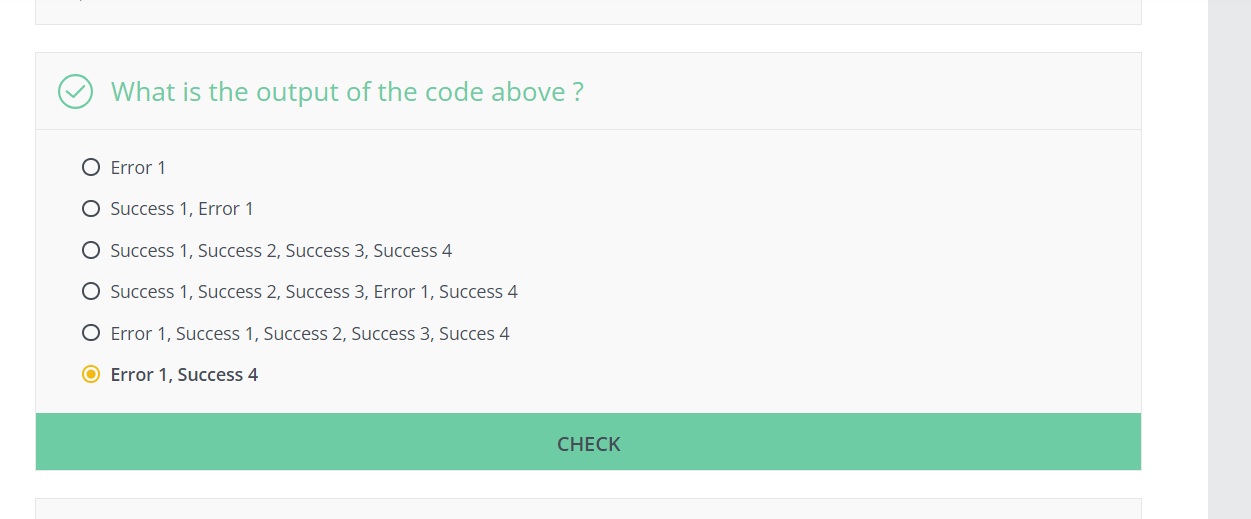 What is the output of the code above ?
Error 1
Success 1, Error 1
Success 1, Success 2, Success 3, Success 4
Success 1, Success 2, Success 3, Error 1, Success 4
Error 1, Success 1, Success 2, Success 3, Succes 4
Error 1, Success 4
CHECK